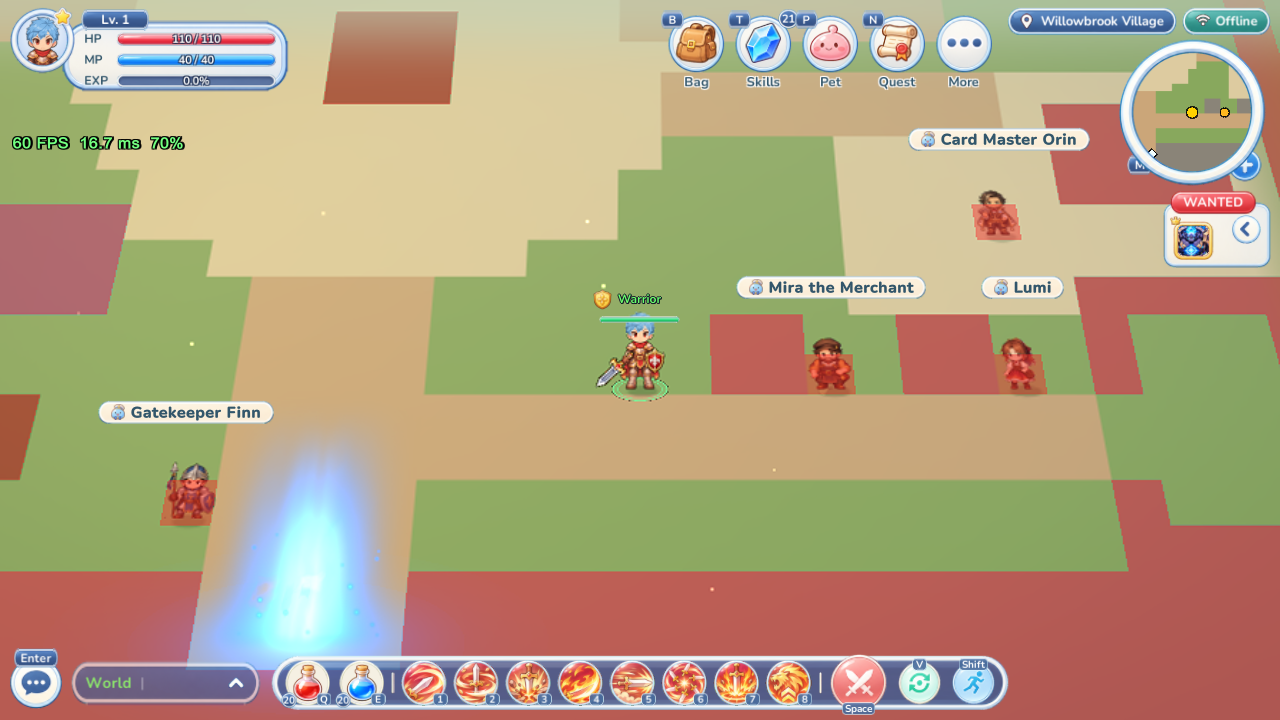 Lv. 1
HP 110 / 110
MP 40 / 40
EXP 0.0%
60 FPS 16.7 ms 70%
B
Bag
T
21
Skills
P
Pet
N
Quest
More
Willowbrook Village
Offline
M
WANTED
Card Master Orin
Mira the Merchant
Lumi
Warrior
Gatekeeper Finn
Enter
World
20 Q
20 E
1
2
3
4
5
6
7
8
Space
V
Shift